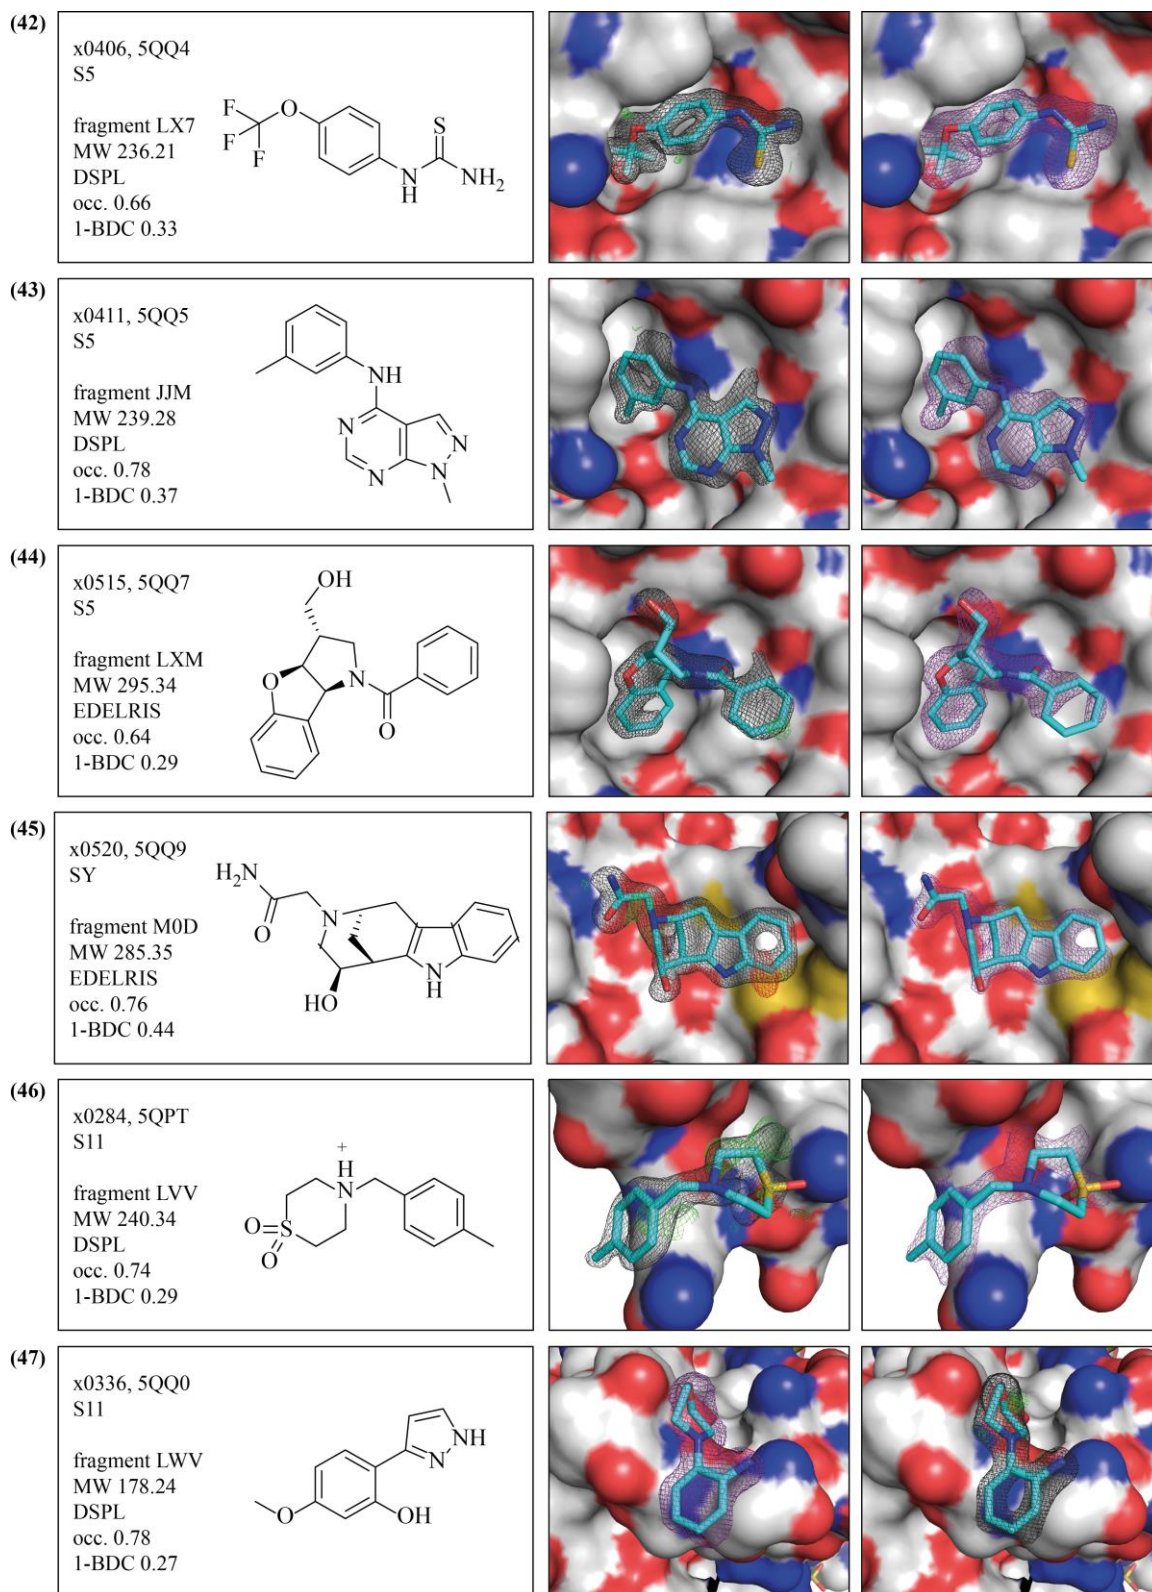 (42)
x0406, 5QQ4
S5
fragment LX7
MW 236.21
DSPL
occ. 0.66
1-BDC 0.33
F
O
F
F
S
N
H
NH2
(43)
x0411, 5QQ5
S5
fragment JJM
MW 239.28
DSPL
occ. 0.78
1-BDC 0.37
NH
N
N
N
N
(44)
x0515, 5QQ7
S5
fragment LXM
MW 295.34
EDELRIS
occ. 0.64
1-BDC 0.29
OH
O
N
O
(45)
x0520, 5QQ9
SY
fragment M0D
MW 285.35
EDELRIS
occ. 0.76
1-BDC 0.44
H2N
O
N
HO
N
H
(46)
x0284, 5QPT
S11
fragment LVV
MW 240.34
DSPL
occ. 0.74
1-BDC 0.29
+
H
N
O
S
O
(47)
x0336, 5QQ0
S11
fragment LWV
MW 178.24
DSPL
occ. 0.78
1-BDC 0.27
NH
N
O
OH